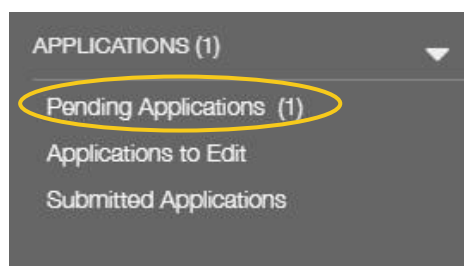 APPLICATIONS (1)
Pending Applications (1)
Applications to Edit
Submitted Applications